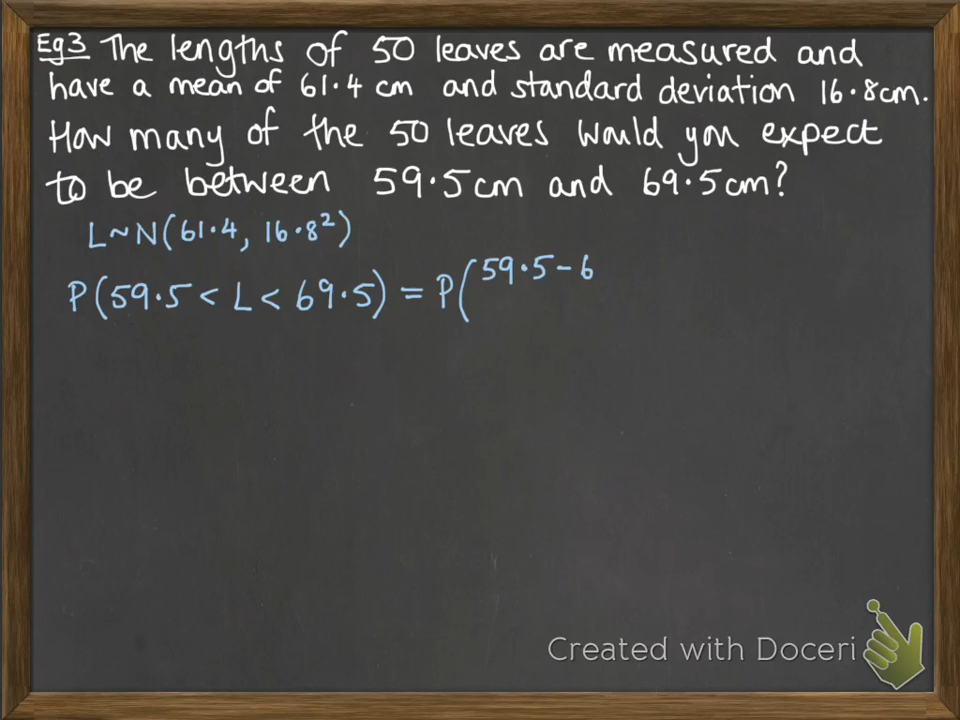 Eg3 The lengths of 50 leaves are measured and
have a mean of 61.4 cm and standard deviation 16.8cm.
How many of the 50 leaves would you expect
to be between 59.5cm and 69.5cm?
L~N(61.4, 16.8²)
P(59.5 < L < 69.5) = P(59.5-6
Created with Doceri